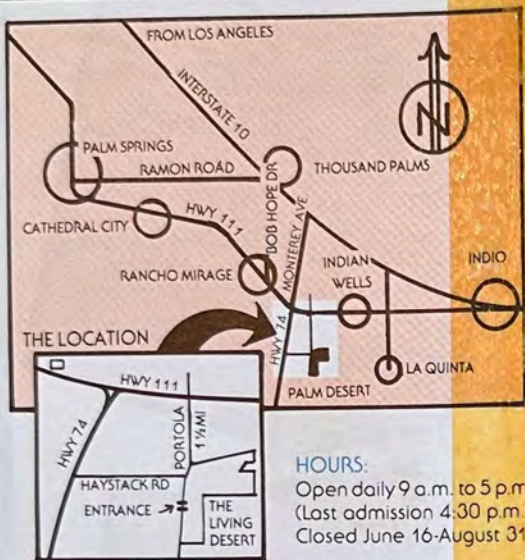 FROM LOS ANGELES
INTERSTATE 10
N
PALM SPRINGS
RAMON ROAD
BOB HOPE DR
THOUSAND PALMS
CATHEDRAL CITY
HWY 111
MONTEREY AVE
RANCHO MIRAGE
INDIAN
WELLS
INDIO
HWY 74
LA QUINTA
PALM DESERT
THE LOCATION
HWY 111
HWY 74
PORTOLA
1½ MI
HAYSTACK RD
ENTRANCE
THE
LIVING
DESERT
HOURS:
Open daily 9 a.m. to 5 p.m
(Last admission 4:30 p.m.
Closed June 16-August 31